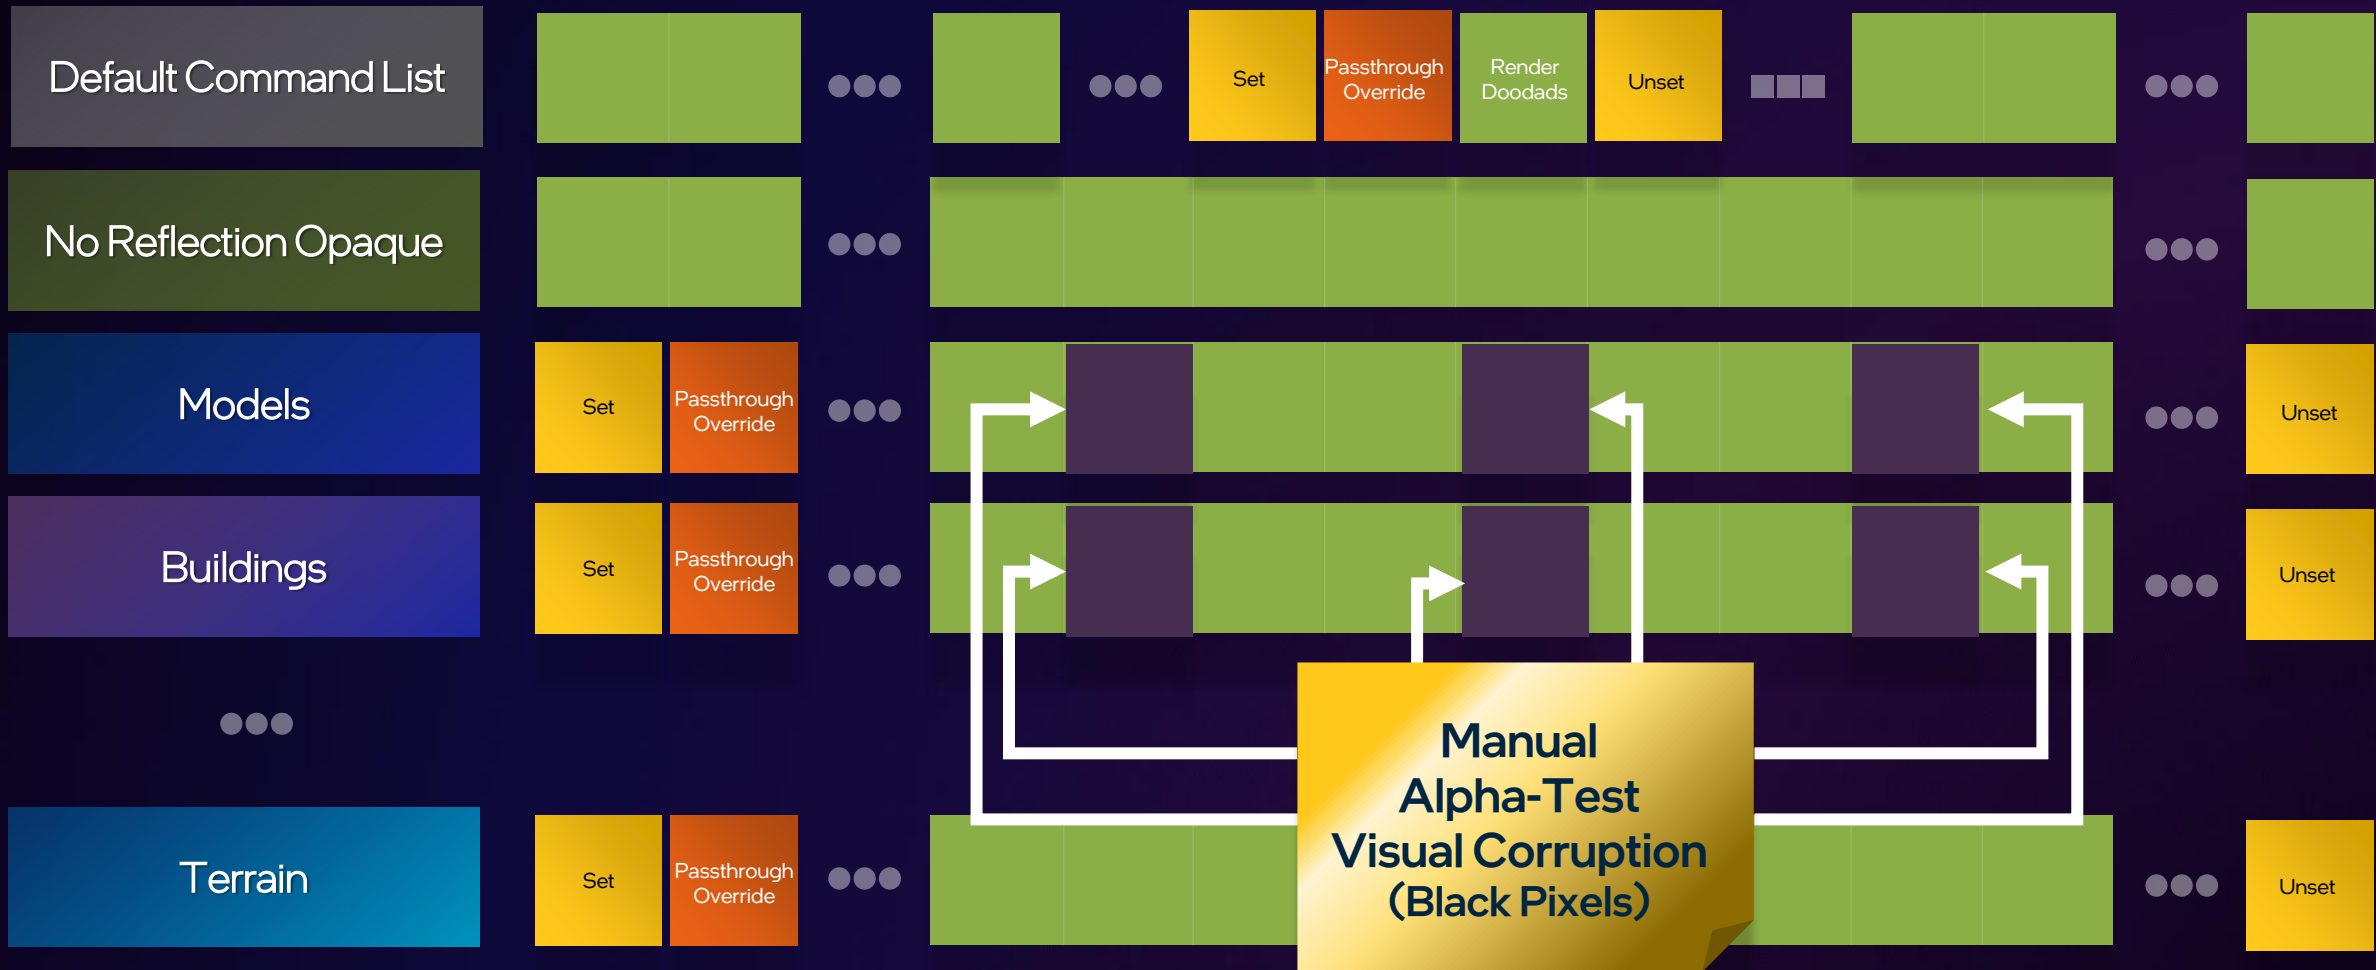 Default Command List
Set
Passthrough
Override
Render
Doodads
Unset
No Reflection Opaque
Models
Set
Passthrough
Override
Unset
Buildings
Set
Passthrough
Override
Unset
Manual
Alpha-Test
Visual Corruption
(Black Pixels)
Terrain
Set
Passthrough
Override
Unset